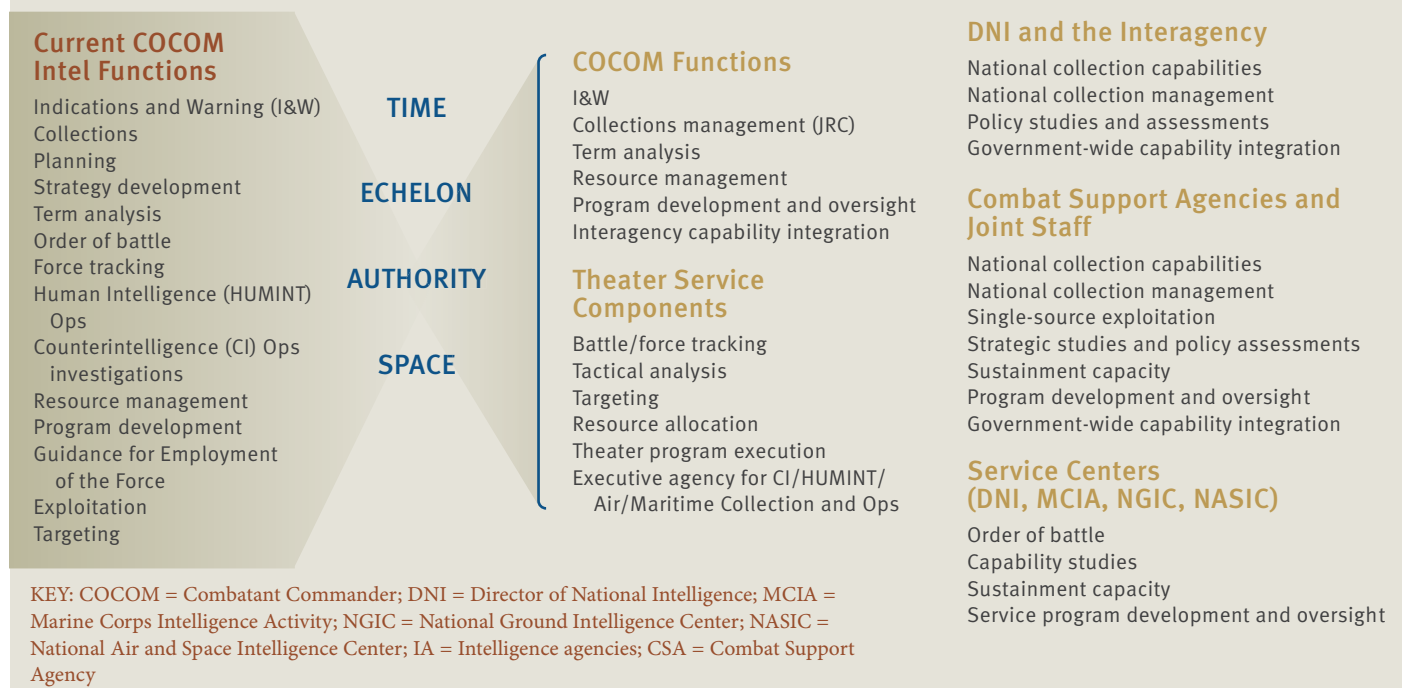 Current COCOM
Intel Functions
Indications and Warning (I&W)
Collections
Planning
Strategy development
Term analysis
Order of battle
Force tracking
Human Intelligence (HUMINT)
Ops
Counterintelligence (CI) Ops
investigations
Resource management
Program development
Guidance for Employment
of the Force
Exploitation
Targeting
TIME
ECHELON
AUTHORITY
SPACE
COCOM Functions
I&W
Collections management (JRC)
Term analysis
Resource management
Program development and oversight
Interagency capability integration
Theater Service
Components
Battle/force tracking
Tactical analysis
Targeting
Resource allocation
Theater program execution
Executive agency for CI/HUMINT/
Air/Maritime Collection and Ops
DNI and the Interagency
National collection capabilities
National collection management
Policy studies and assessments
Government-wide capability integration
Combat Support Agencies and
Joint Staff
National collection capabilities
National collection management
Single-source exploitation
Strategic studies and policy assessments
Sustainment capacity
Program development and oversight
Government-wide capability integration
Service Centers
(DNI, MCIA, NGIC, NASIC)
Order of battle
Capability studies
Sustainment capacity
Service program development and oversight
KEY: COCOM = Combatant Commander; DNI = Director of National Intelligence; MCIA =
Marine Corps Intelligence Activity; NGIC = National Ground Intelligence Center; NASIC =
National Air and Space Intelligence Center; IA = Intelligence agencies; CSA = Combat Support
Agency